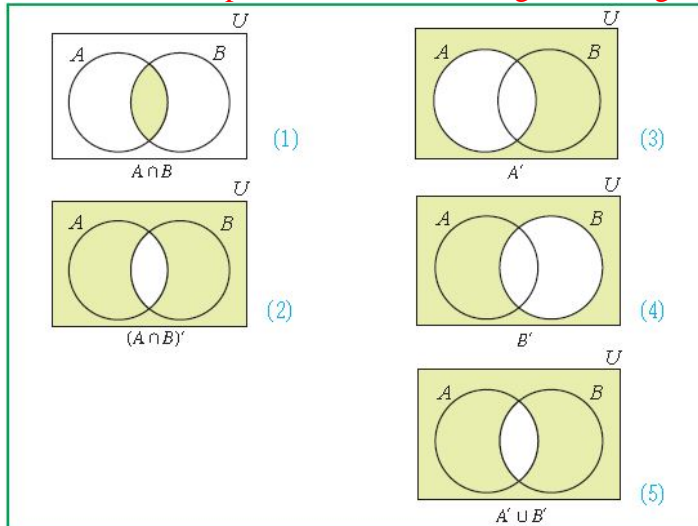 U
A B
(1)
A ∩ B
U
A B
(2)
(A ∩ B)′
U
A B
(3)
A′
U
A B
(4)
B′
U
A B
(5)
A′ ∪ B′